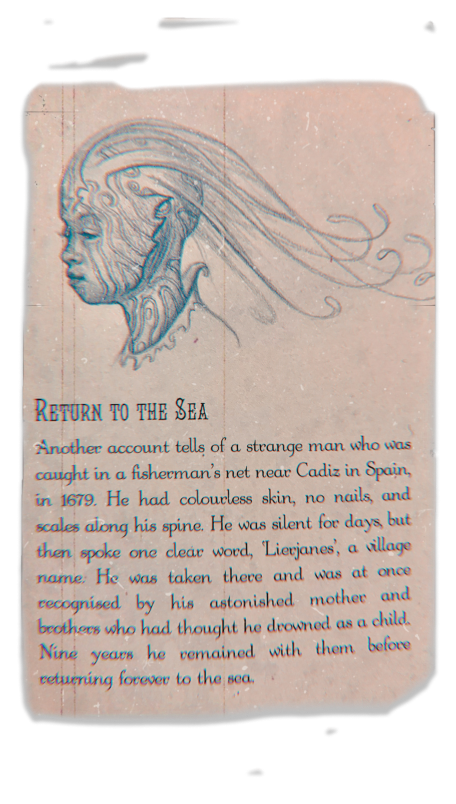 Return to the Sea
Another account tells of a strange man who was
caught in a fisherman's net near Cadiz in Spain,
in 1679. He had colourless skin, no nails, and
scales along his spine. He was silent for days, but
then spoke one clear word, 'Lierjanes', a village
name. He was taken there and was at once
recognised by his astonished mother and
brothers who had thought he drowned as a child.
Nine years he remained with them before
returning forever to the sea.